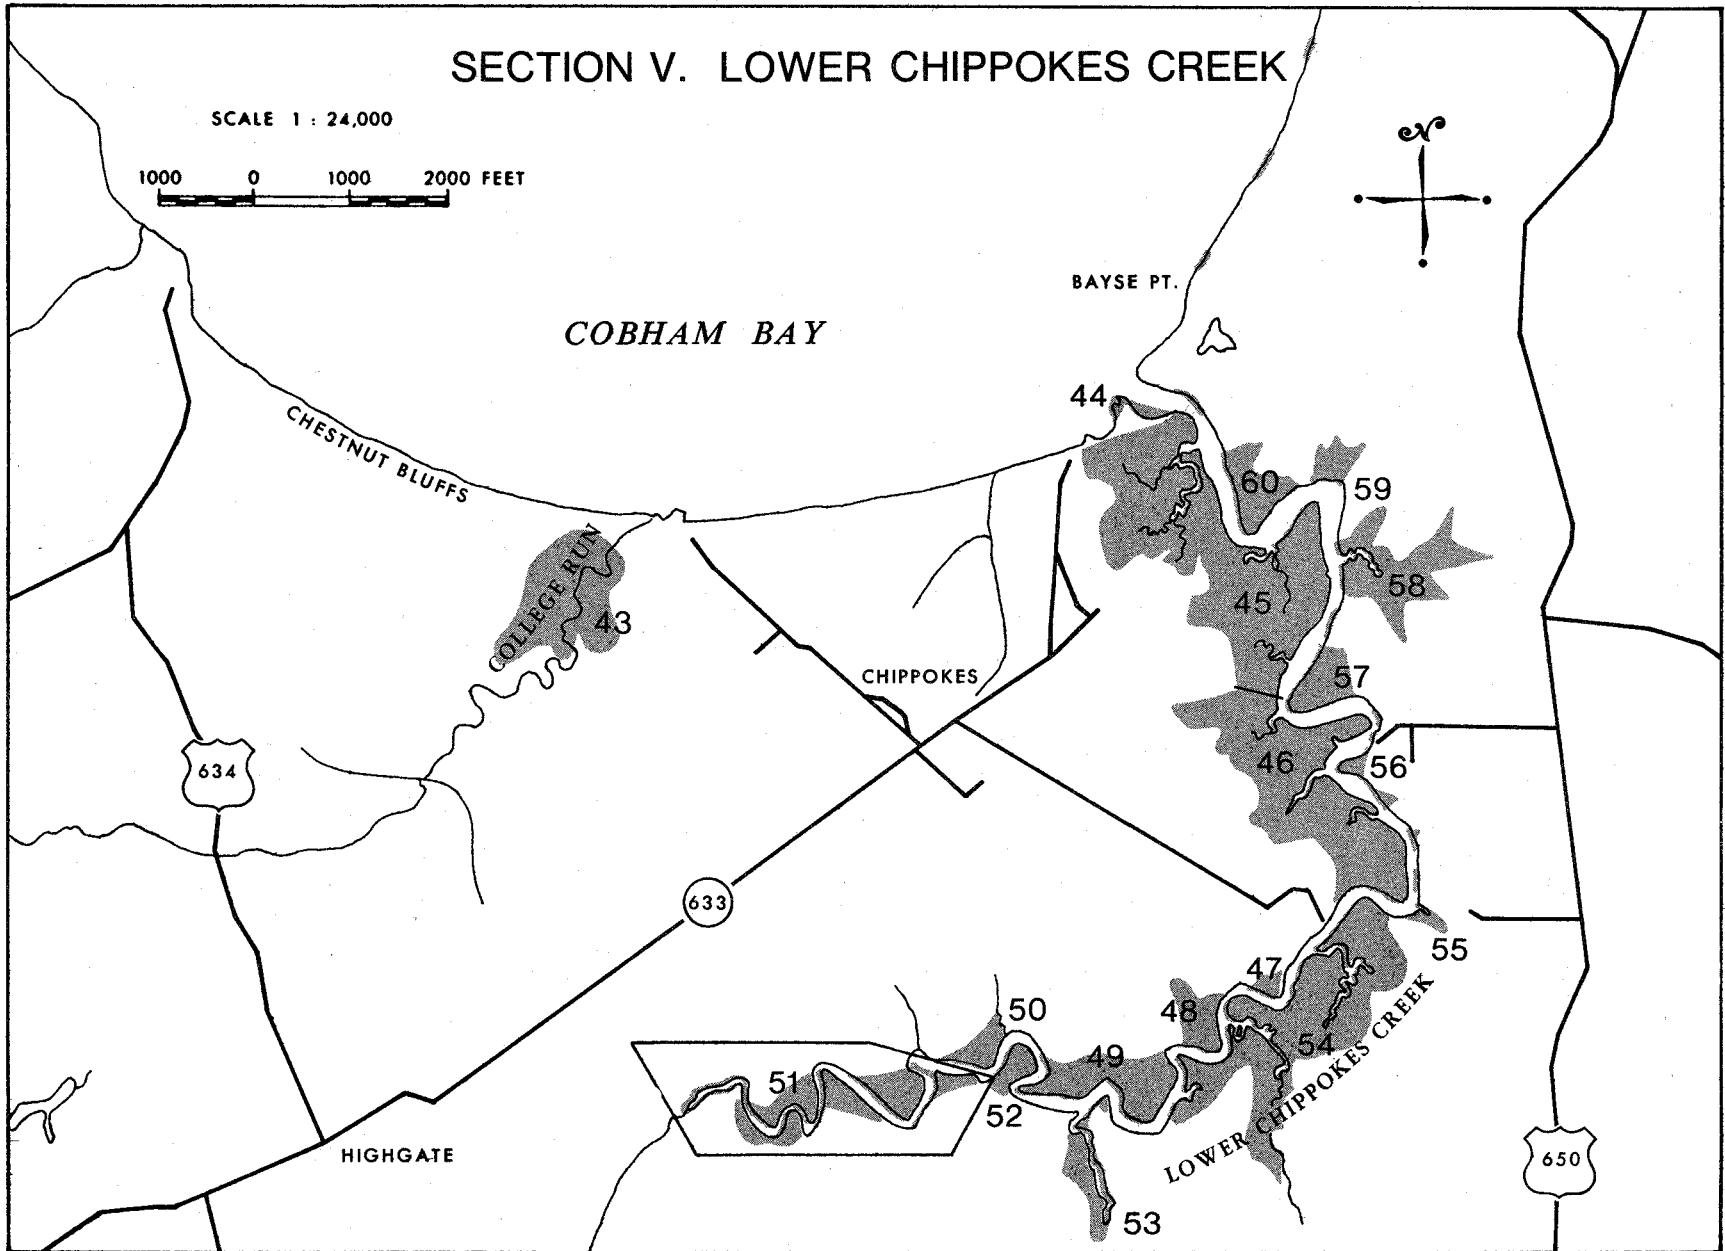 SECTION V. LOWER CHIPPOKES CREEK
SCALE 1 : 24,000
1000 0 1000 2000 FEET
N
BAYSE PT.
COBHAM BAY
44
CHESTNUT BLUFFS
60
59
COLLEGE RUN
58
45
43
CHIPPOKES
57
46
56
634
633
55
47
48
50
54
49
51
52
LOWER CHIPPOKES CREEK
HIGHGATE
650
53